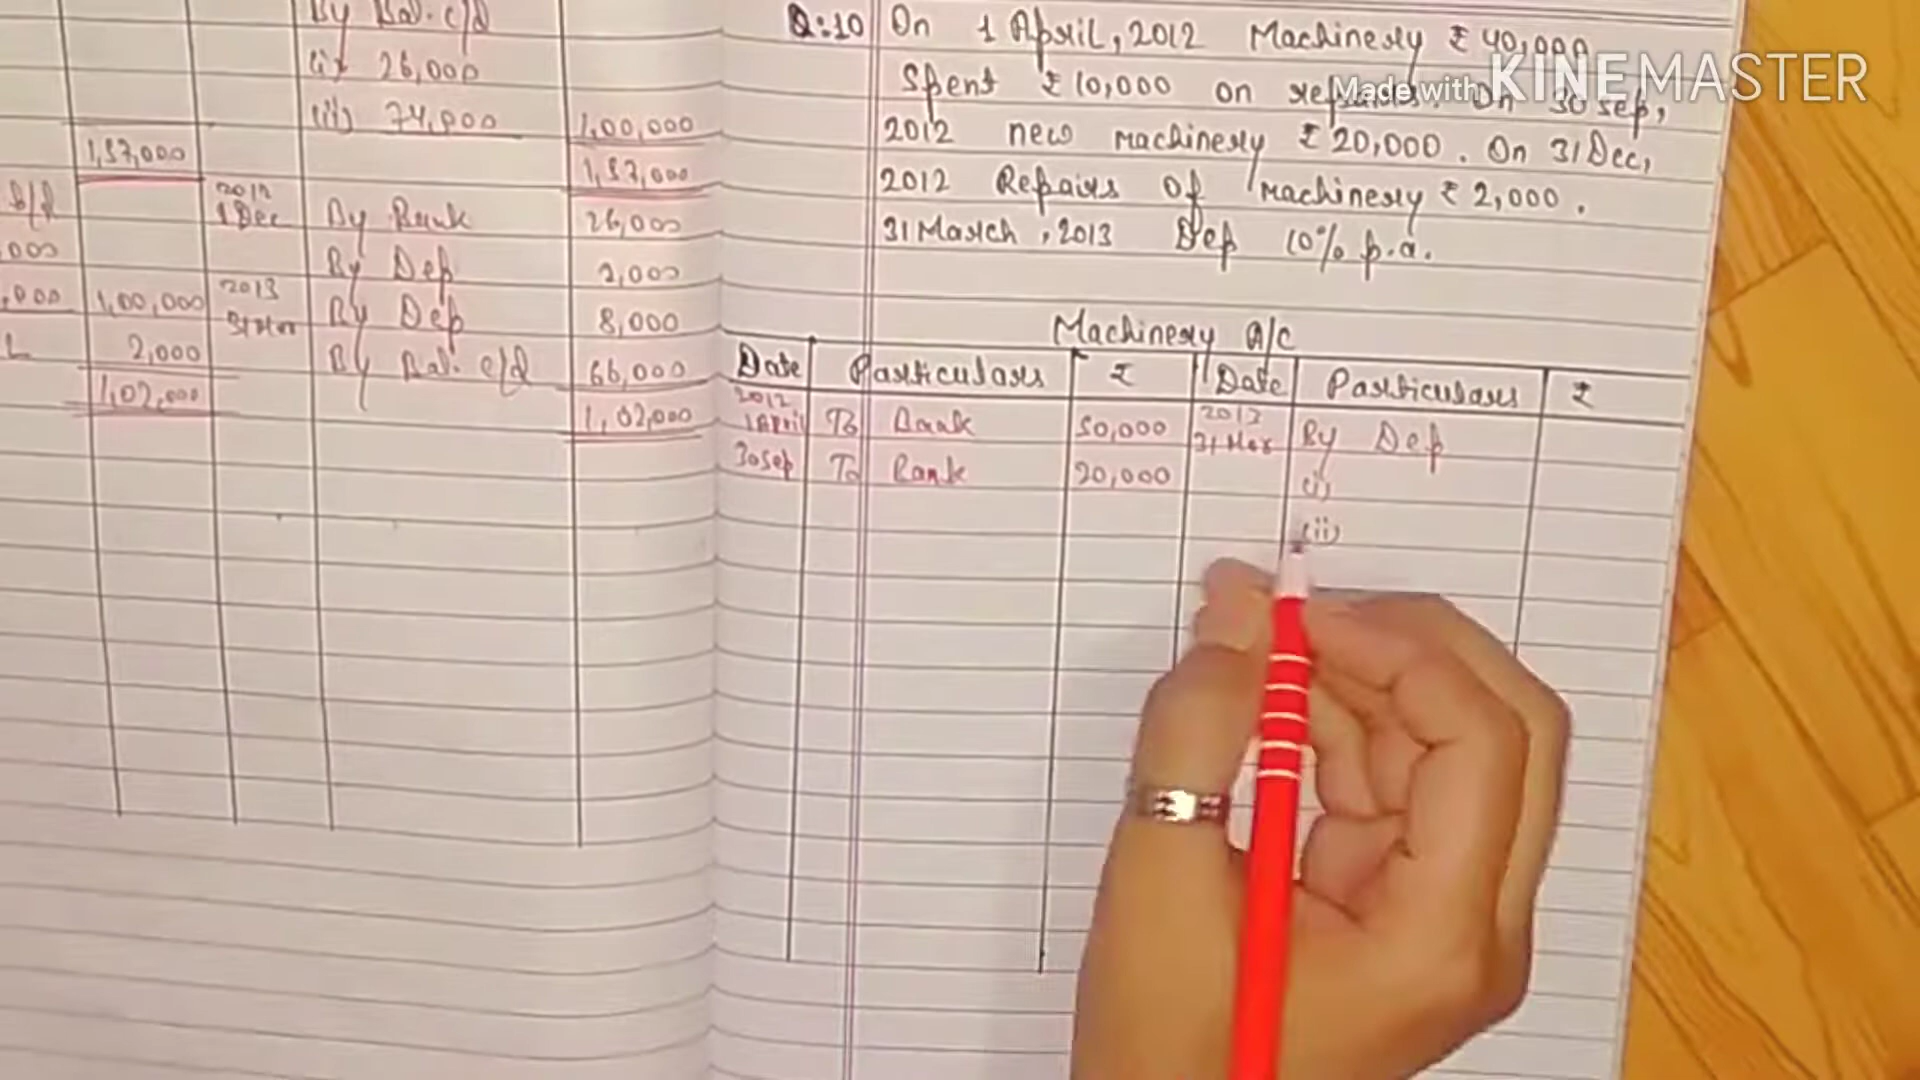 By Bal. c/d
(i) 26,000
(ii) 74,000 1,00,000
1,57,000 1,57,000
b/d 2012
1 Dec By Bank 26,000
,000 By Dep 2,000
,000 1,00,000 2013
31 Mar By Dep 8,000
L 2,000 By Bal. c/d 66,000
1,02,000 1,02,000
Q:10 On 1 April, 2012 Machinery ₹ 40,000
Spent ₹ 10,000 on repairs. On 30 sep,
2012 new machinery ₹ 20,000. On 31 Dec,
2012 Repairs Of machinery ₹ 2,000.
31 March, 2013 Dep 10% p.a.
Made with KINEMASTER
Machinery A/c
Date Particulars ₹ Date Particulars ₹
2012 2013
1 April To Bank 50,000 31 Mar By Dep
30 Sep To Bank 20,000 (i)
(ii)